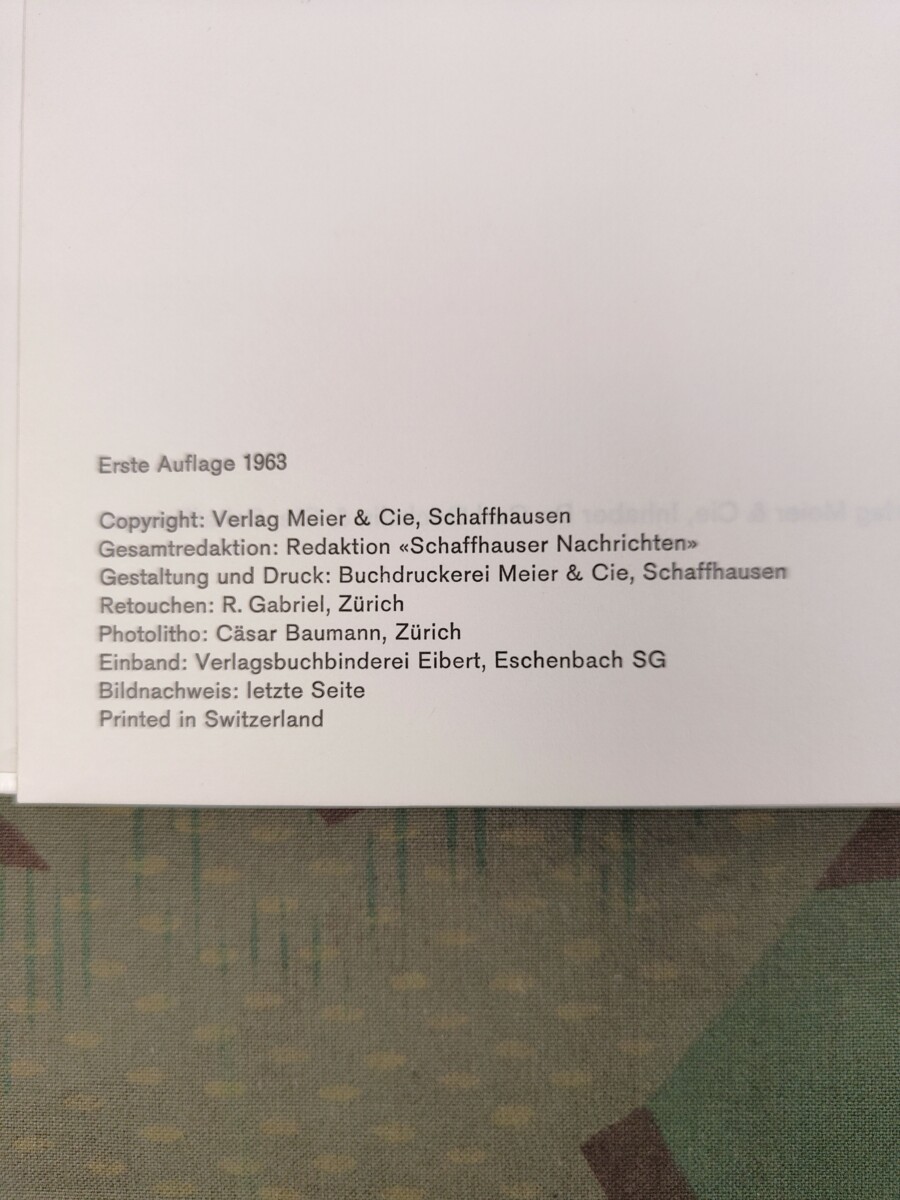 Erste Auflage 1963
Copyright: Verlag Meier & Cie, Schaffhausen
Gesamtredaktion: Redaktion «Schaffhauser Nachrichten»
Gestaltung und Druck: Buchdruckerei Meier & Cie, Schaffhausen
Retouchen: R. Gabriel, Zürich
Photolitho: Cäsar Baumann, Zürich
Einband: Verlagsbuchbinderei Eibert, Eschenbach SG
Bildnachweis: letzte Seite
Printed in Switzerland